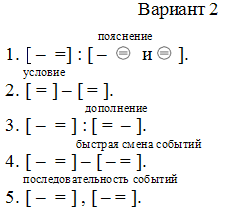 Вариант 2
пояснение
1. [ – =] : [ – ⊜ и ⊜ ].
условие
2. [ = ] – [ = ].
дополнение
3. [ – = ] : [ = – ].
быстрая смена событий
4. [ – = ] – [ – = ].
последовательность событий
5. [ – = ] , [ – = ].